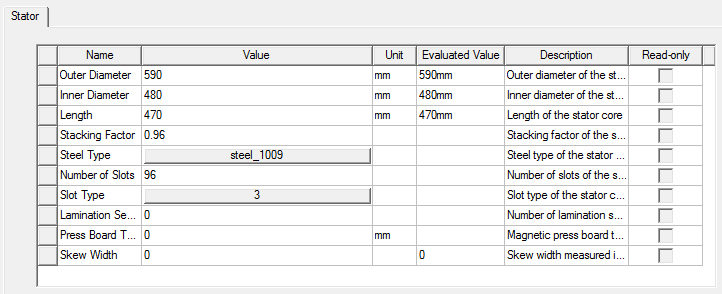 Stator
Name Value Unit Evaluated Value Description Read-only
Outer Diameter 590 mm 590mm Outer diameter of the st...
Inner Diameter 480 mm 480mm Inner diameter of the st...
Length 470 mm 470mm Length of the stator core
Stacking Factor 0.96 Stacking factor of the s...
Steel Type steel_1009 Steel type of the stator ...
Number of Slots 96 Number of slots of the s...
Slot Type 3 Slot type of the stator c...
Lamination Se... 0 Number of lamination s...
Press Board T... 0 mm Magnetic press board t...
Skew Width 0 0 Skew width measured i...